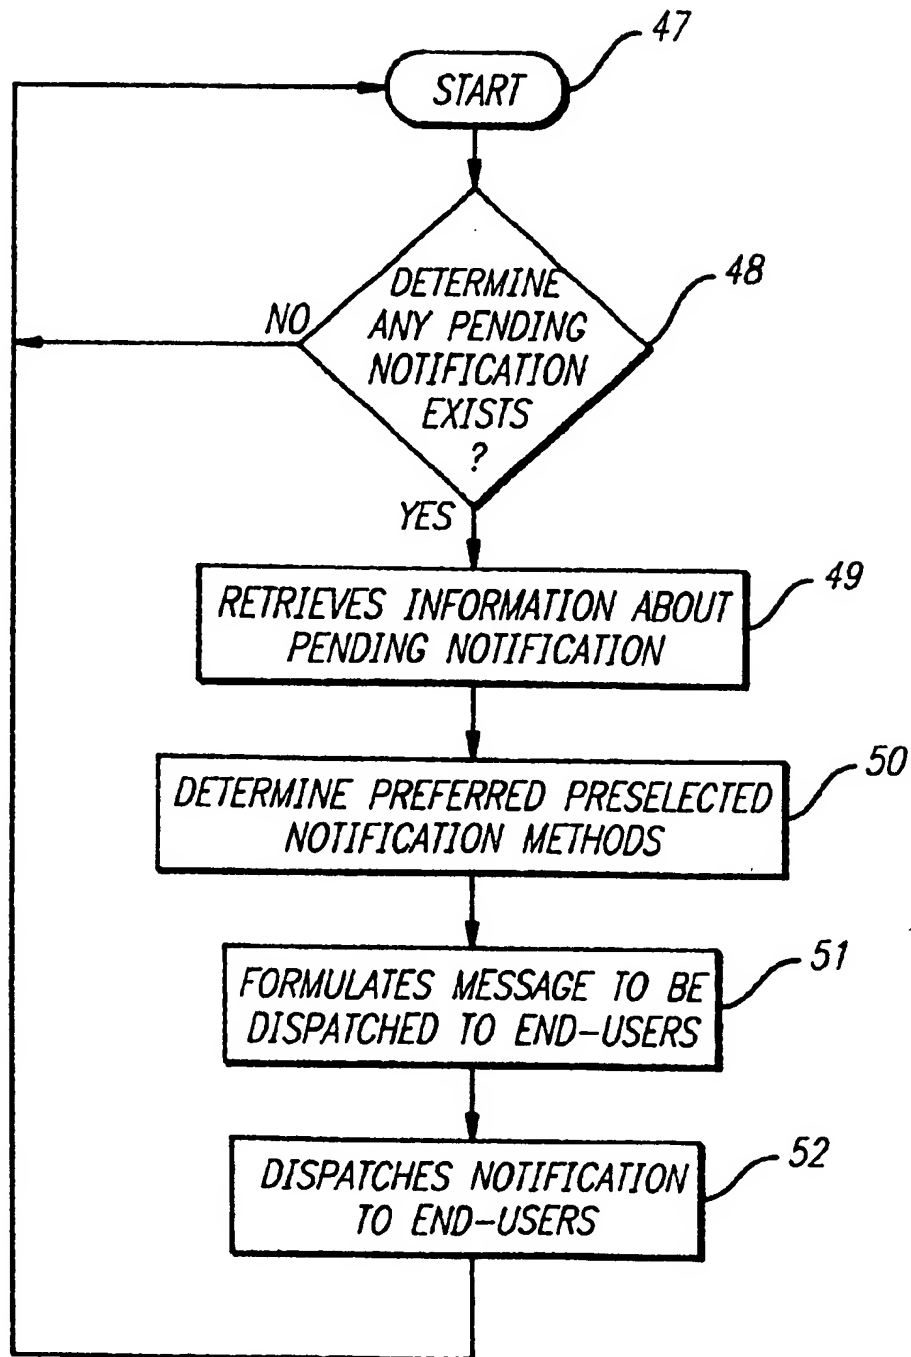 47
START
48
DETERMINE
ANY PENDING
NOTIFICATION
EXISTS
?
NO
YES
49
RETRIEVES INFORMATION ABOUT
PENDING NOTIFICATION
50
DETERMINE PREFERRED PRESELECTED
NOTIFICATION METHODS
51
FORMULATES MESSAGE TO BE
DISPATCHED TO END-USERS
52
DISPATCHES NOTIFICATION
TO END-USERS